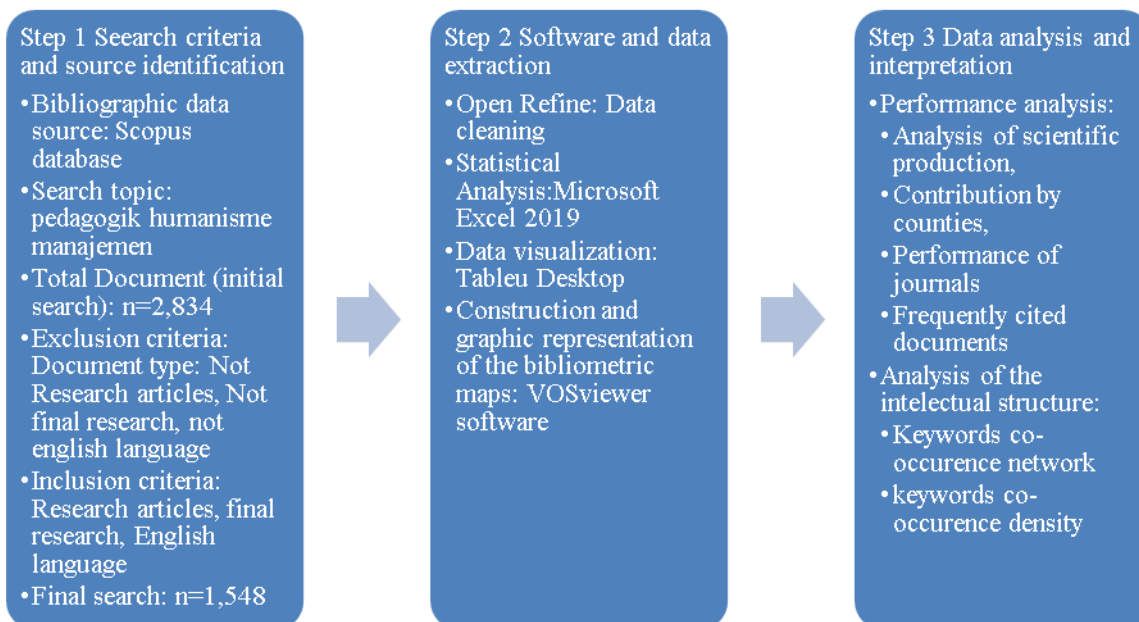 Step 1 Seearch criteria
and source identification
•Bibliographic data
source: Scopus
database
•Search topic:
pedagogik humanisme
manajemen
•Total Document (initial
search): n=2,834
•Exclusion criteria:
Document type: Not
Research articles, Not
final research, not
english language
•Inclusion criteria:
Research articles, final
research, English
language
•Final search: n=1,548
Step 2 Software and data
extraction
•Open Refine: Data
cleaning
•Statistical
Analysis:Microsoft
Excel 2019
•Data visualization:
Tableu Desktop
•Construction and
graphic representation
of the bibliometric
maps: VOSviewer
software
Step 3 Data analysis and
interpretation
•Performance analysis:
•Analysis of scientific
production,
•Contribution by
counties,
•Performance of
journals
•Frequently cited
documents
•Analysis of the
intelectual structure:
•Keywords co-
occurence network
•keywords co-
occurence density